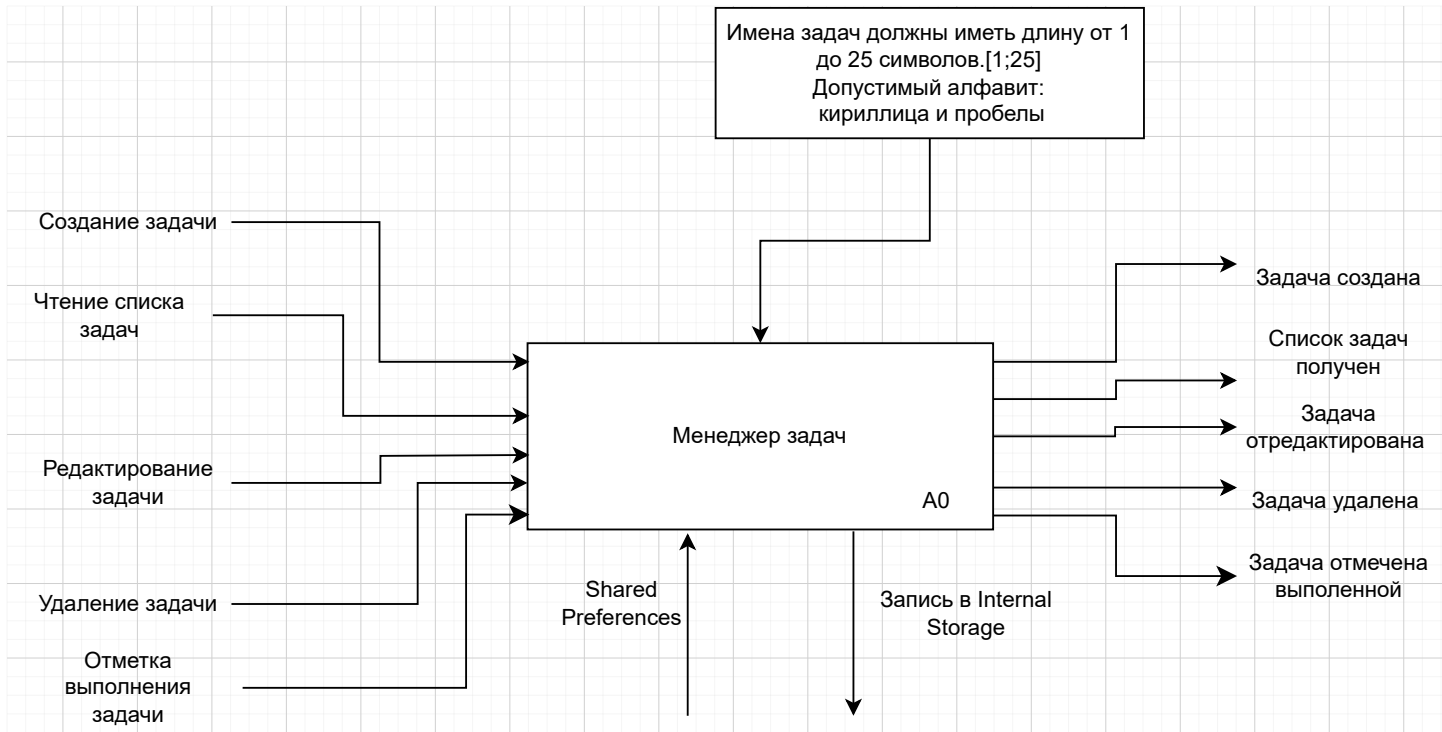 Имена задач должны иметь длину от 1
до 25 символов.[1;25]
Допустимый алфавит:
кириллица и пробелы
Создание задачи
Чтение списка
задач
Редактирование
задачи
Удаление задачи
Отметка
выполнения
задачи
Менеджер задач
A0
Shared
Preferences
Запись в Internal
Storage
Задача создана
Список задач
получен
Задача
отредактирована
Задача удалена
Задача отмечена
выполенной